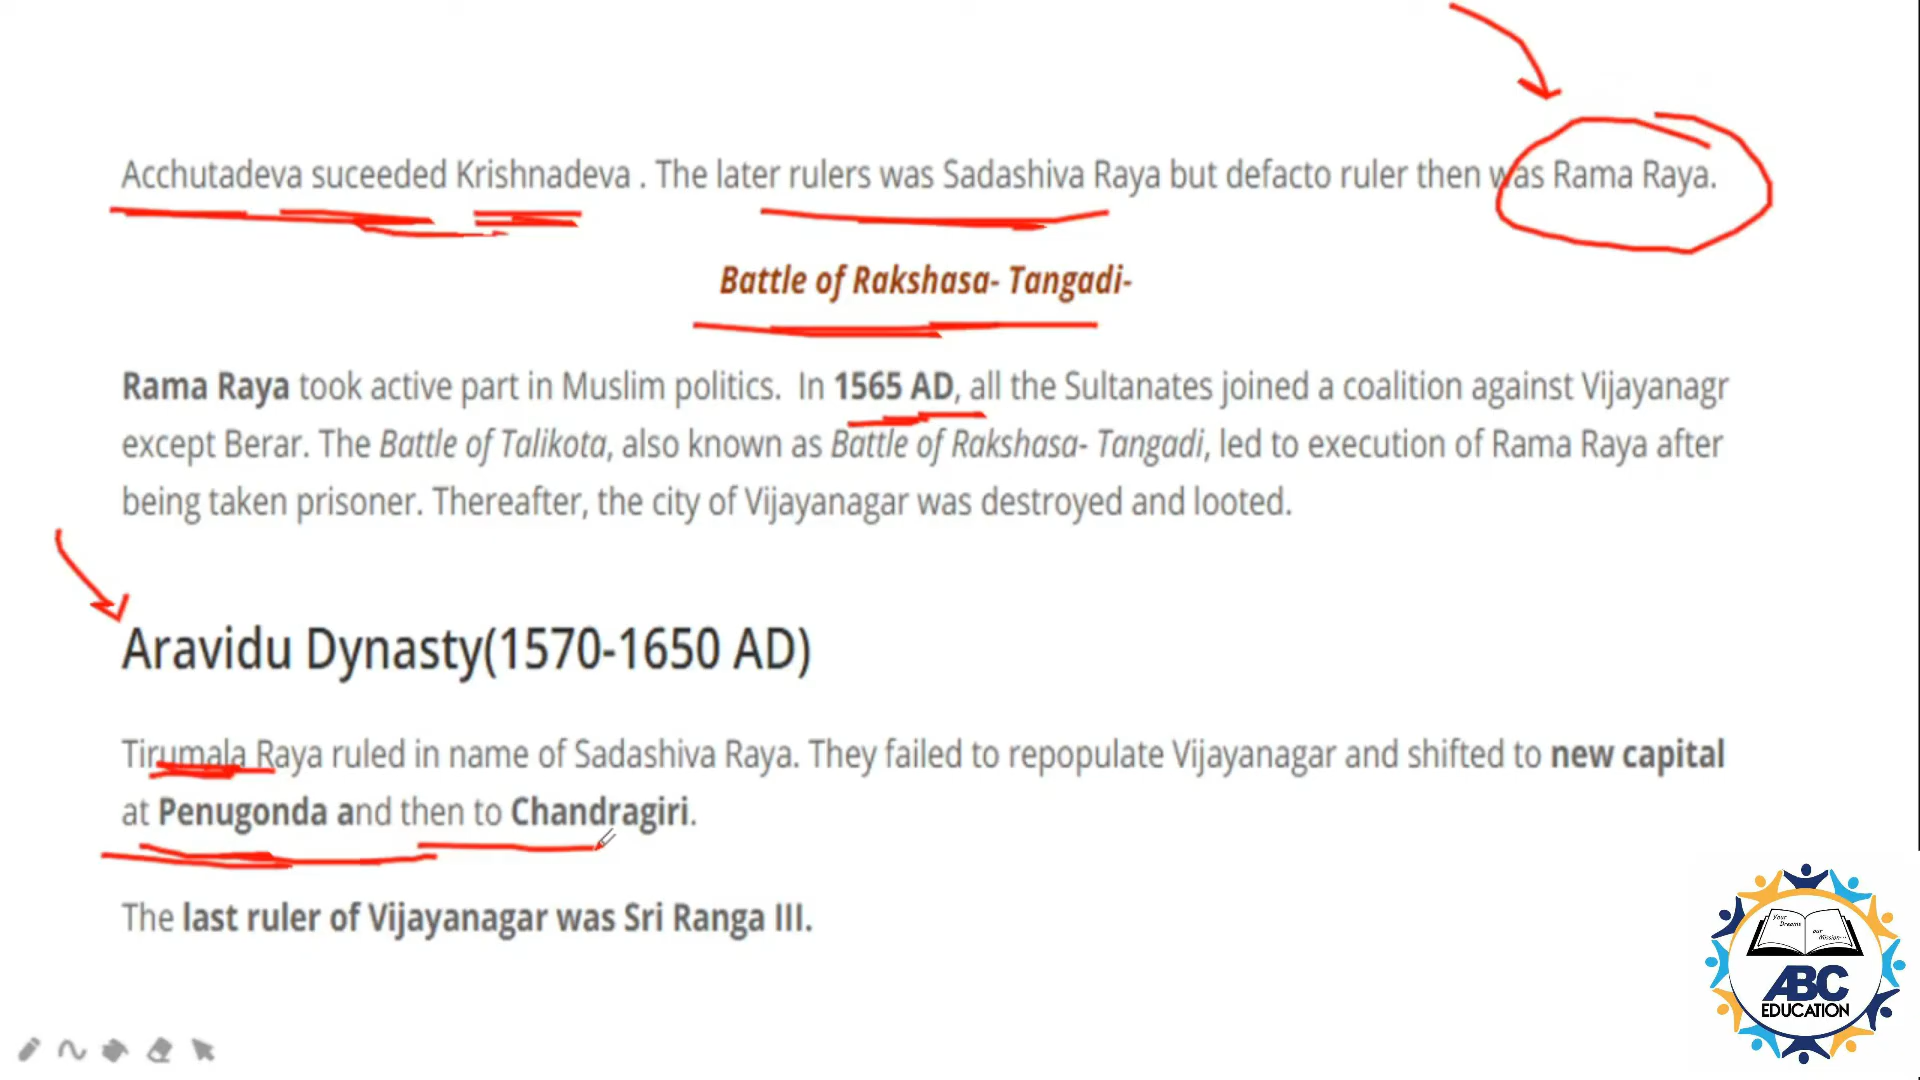 Acchutadeva suceeded Krishnadeva . The later rulers was Sadashiva Raya but defacto ruler then was Rama Raya.
Battle of Rakshasa- Tangadi-
Rama Raya took active part in Muslim politics. In 1565 AD, all the Sultanates joined a coalition against Vijayanagr
except Berar. The Battle of Talikota, also known as Battle of Rakshasa- Tangadi, led to execution of Rama Raya after
being taken prisoner. Thereafter, the city of Vijayanagar was destroyed and looted.
Aravidu Dynasty(1570-1650 AD)
Tirumala Raya ruled in name of Sadashiva Raya. They failed to repopulate Vijayanagar and shifted to new capital
at Penugonda and then to Chandragiri.
The last ruler of Vijayanagar was Sri Ranga III.
Your
Dreams
our
Mission...
ABC
EDUCATION